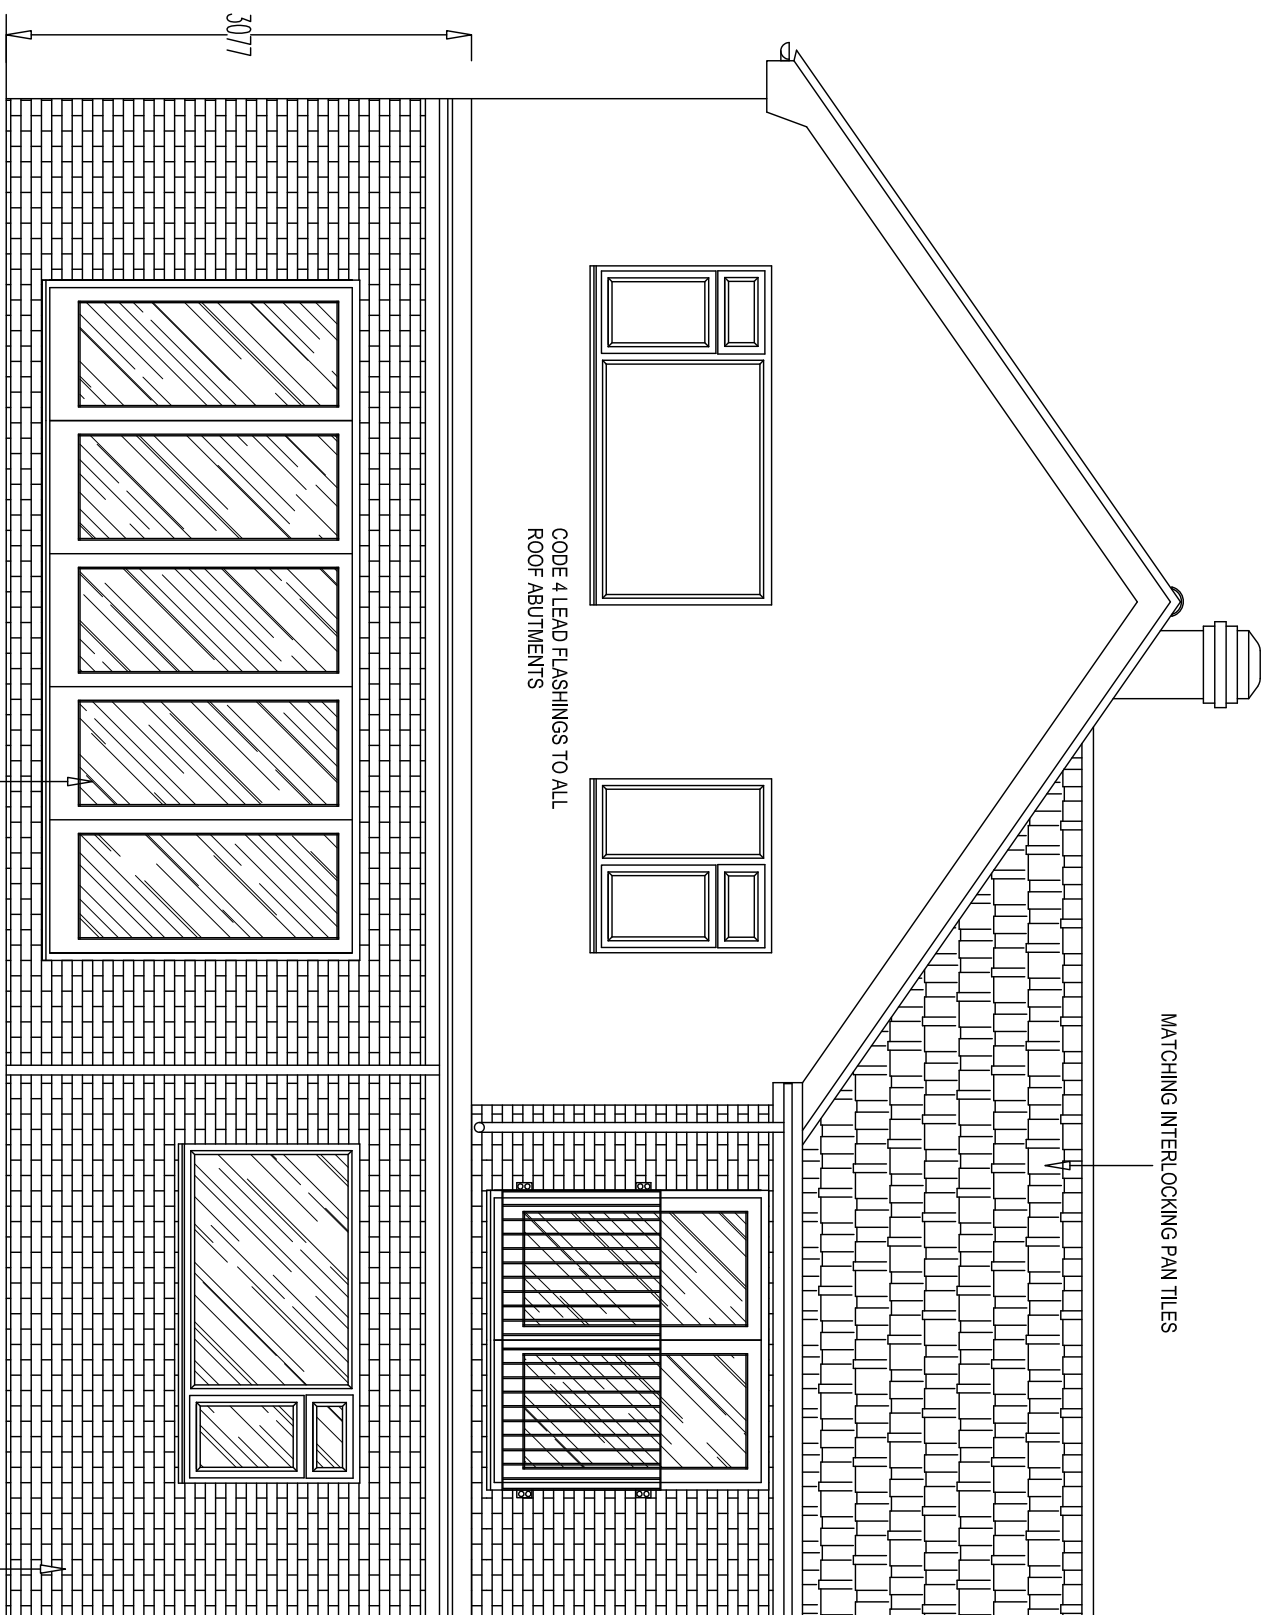 MATCHING INTERLOCKING PAN TILES
CODE 4 LEAD FLASHINGS TO ALL
ROOF ABUTMENTS
3077